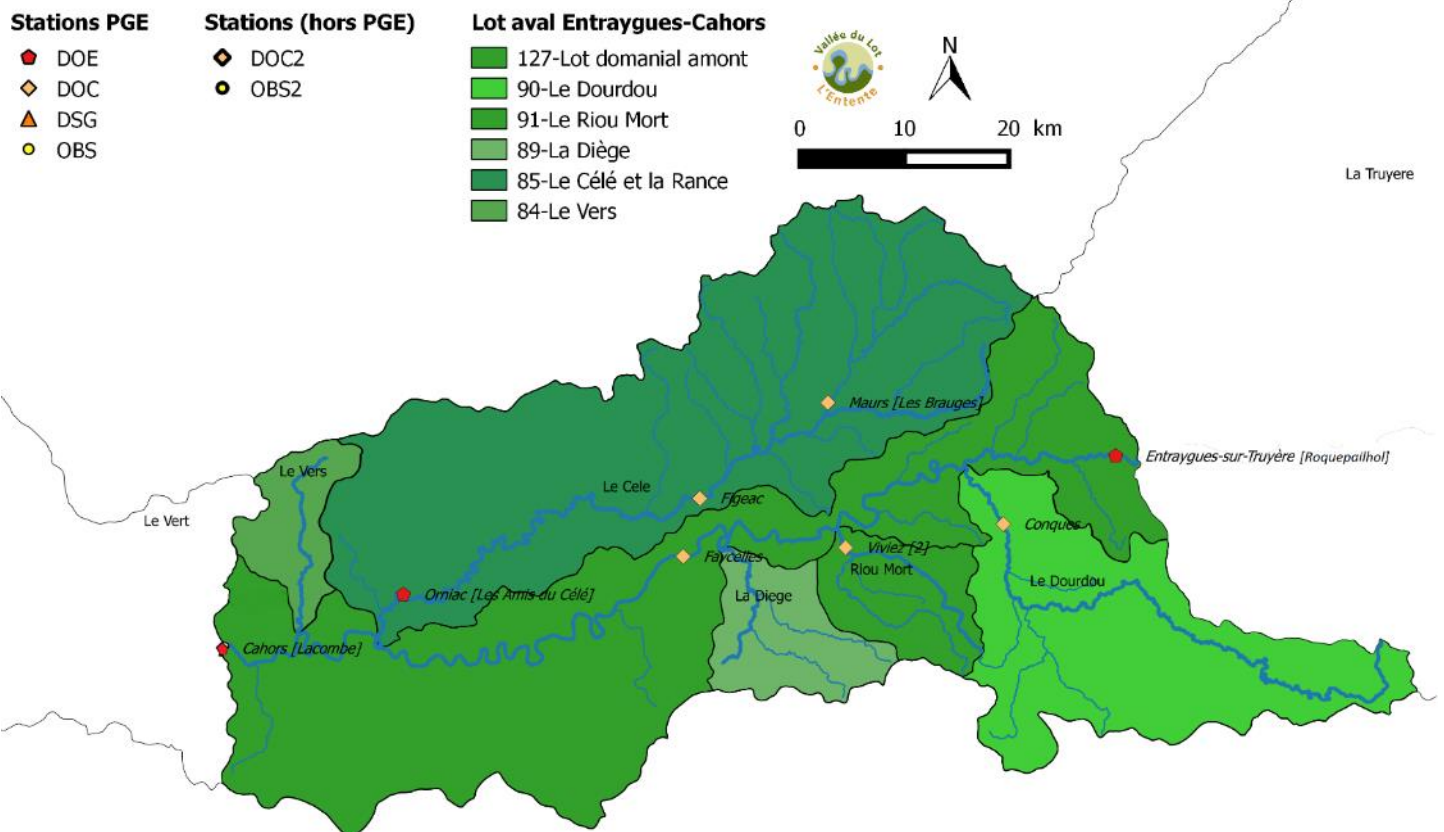 Stations PGE
DOE
DOC
DSG
OBS
Stations (hors PGE)
DOC2
OBS2
Lot aval Entraygues-Cahors
127-Lot domanial amont
90-Le Dourdou
91-Le Riou Mort
89-La Diège
85-Le Célé et la Rance
84-Le Vers
Vallée du Lot
L'Entente
N
0 10 20 km
La Truyere
Maurs [Les Brauges]
Entraygues-sur-Truyère [Roquepailhol]
Le Vers
Le Cele
Figeac
Le Vert
Conques
Viviez [2]
Faycelles
Riou Mort
Le Dourdou
Orniac [Les Amis du Célé]
La Diege
Cahors [Lacombe]